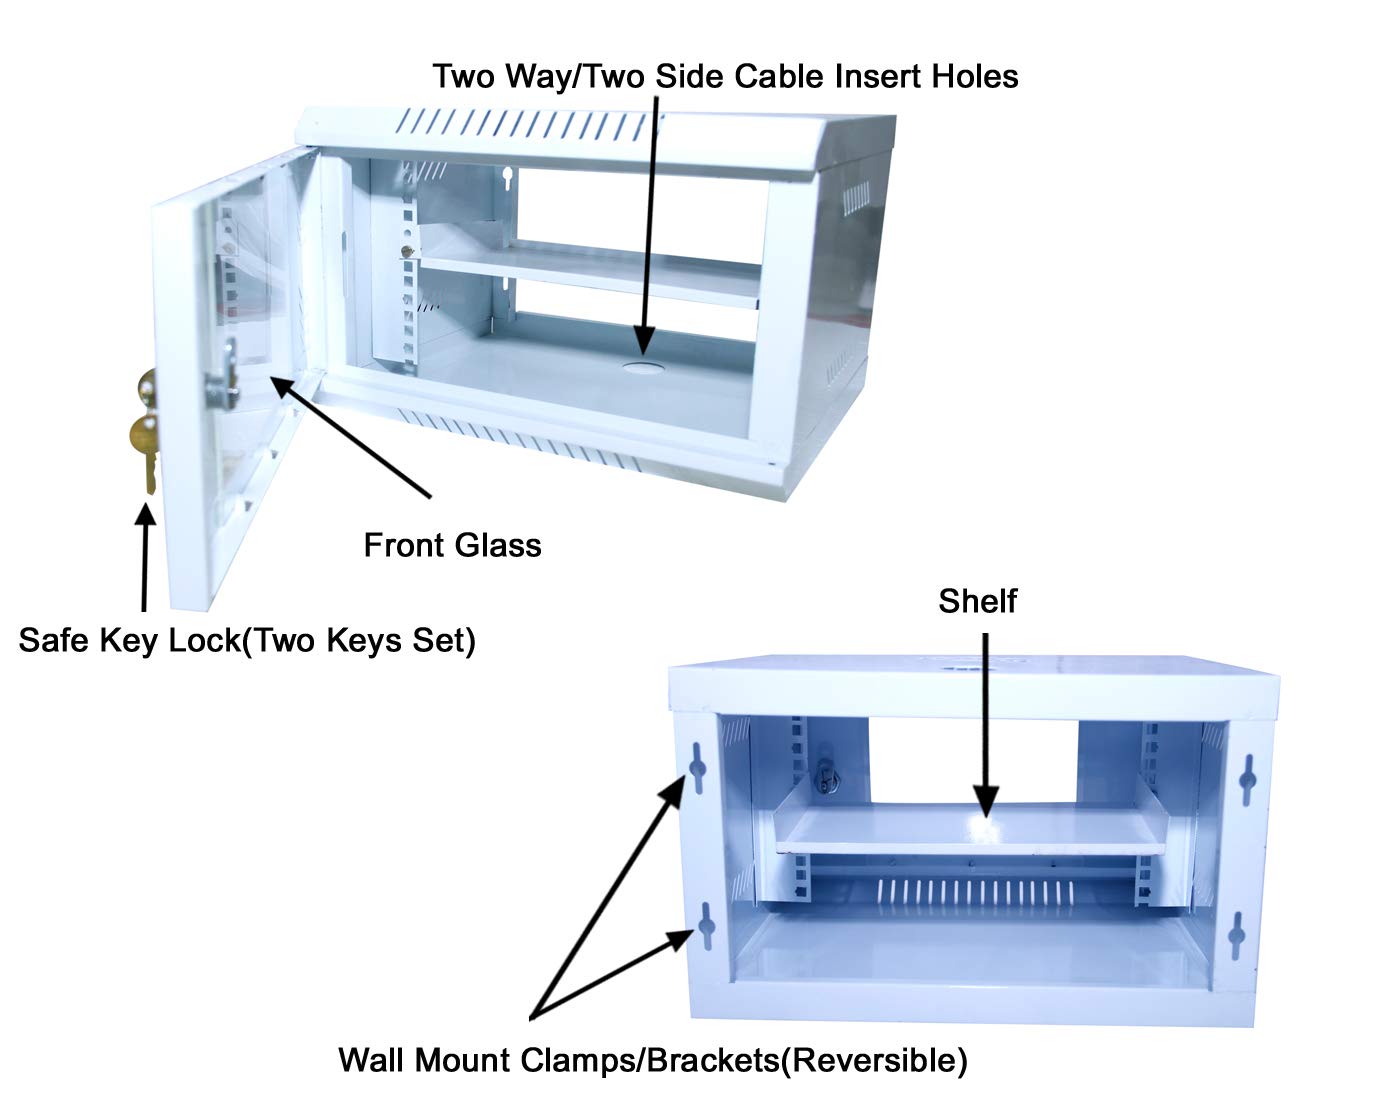 Two Way/Two Side Cable Insert Holes
Front Glass
Safe Key Lock(Two Keys Set)
Shelf
Wall Mount Clamps/Brackets(Reversible)